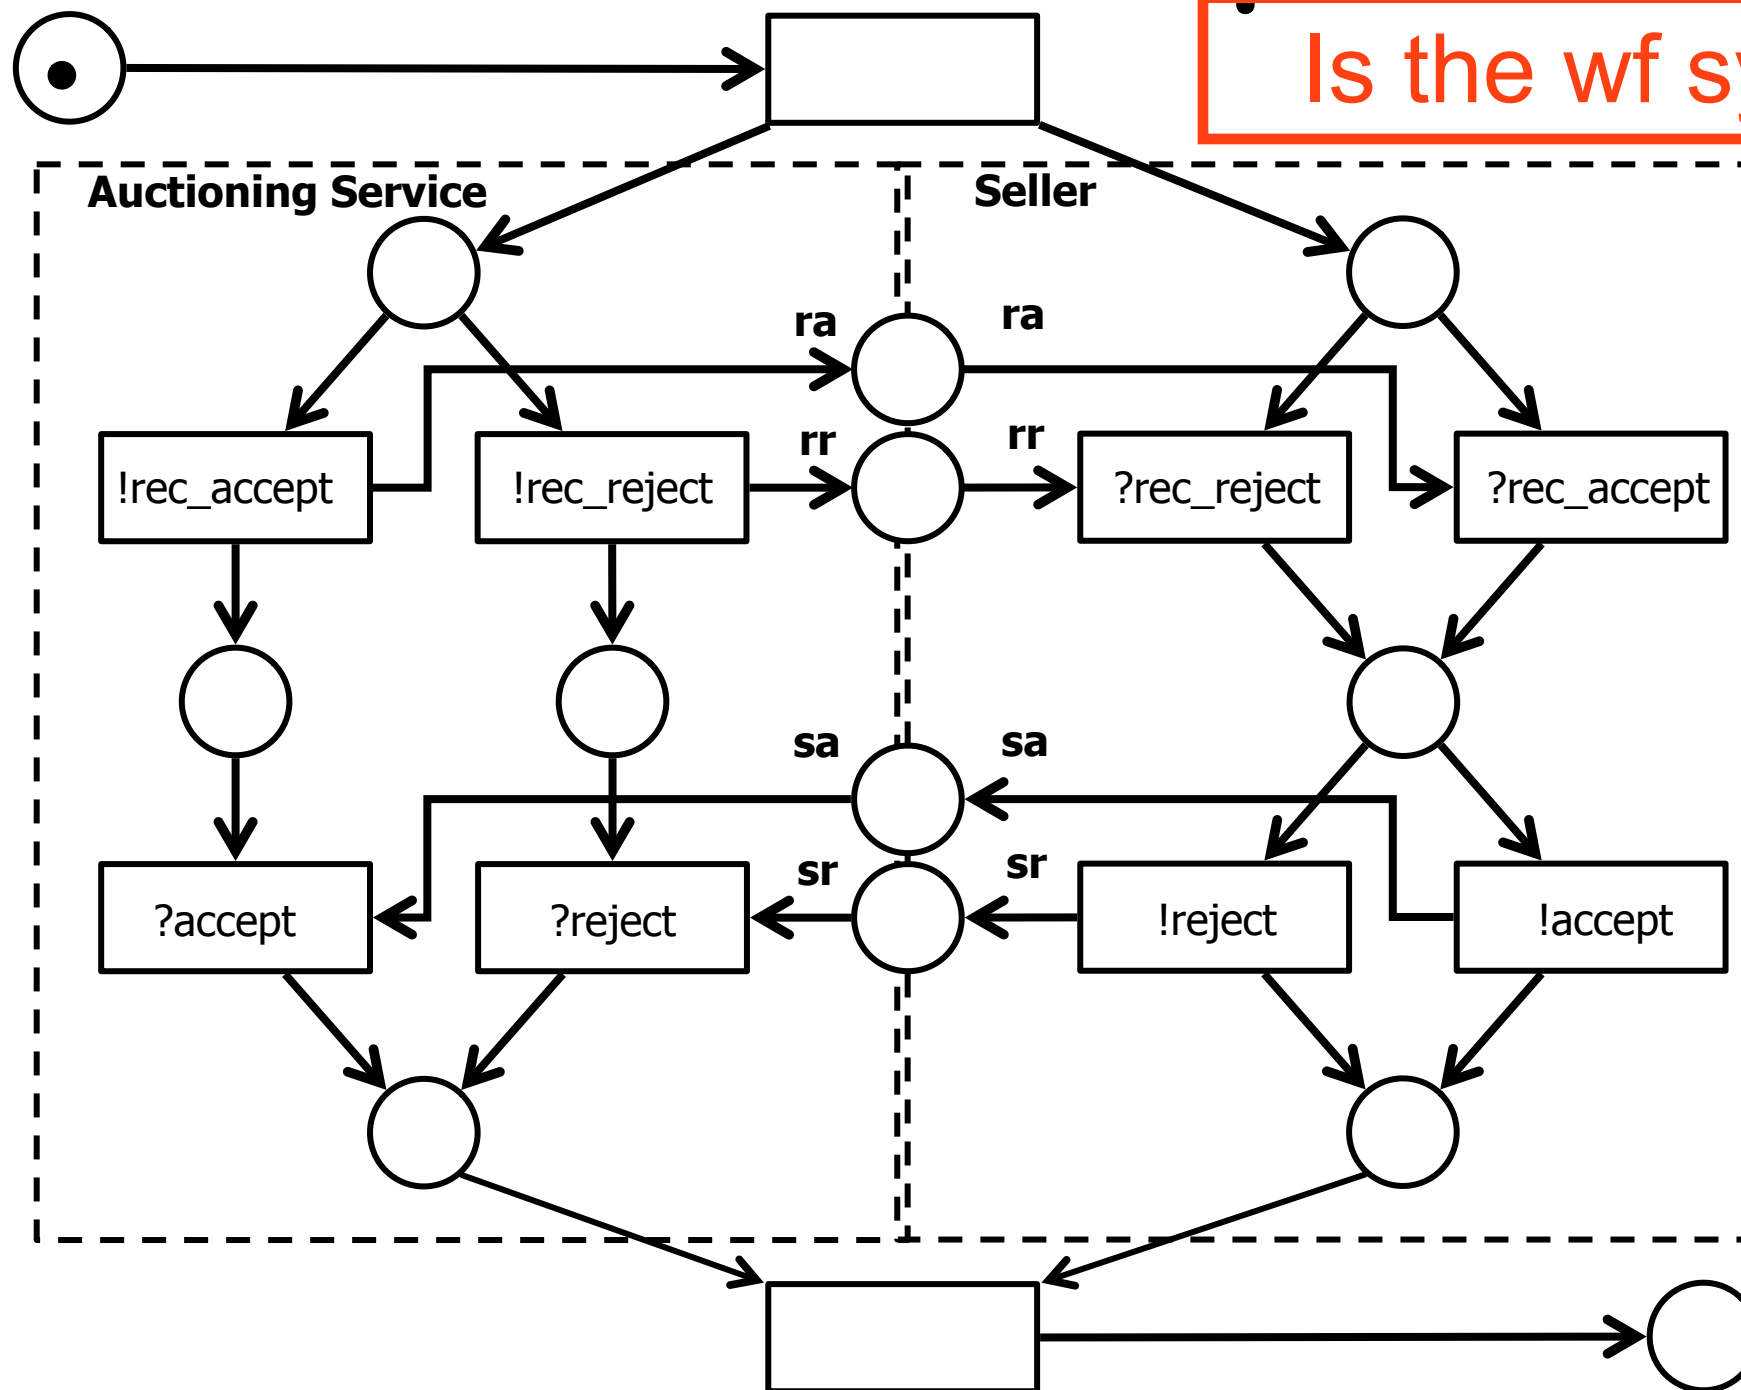 Is the wf
Auctioning Service
Seller
ra
ra
rr
rr
!rec_accept
!rec_reject
?rec_reject
?rec_accept
sa
sa
sr
sr
?accept
?reject
!reject
!accept